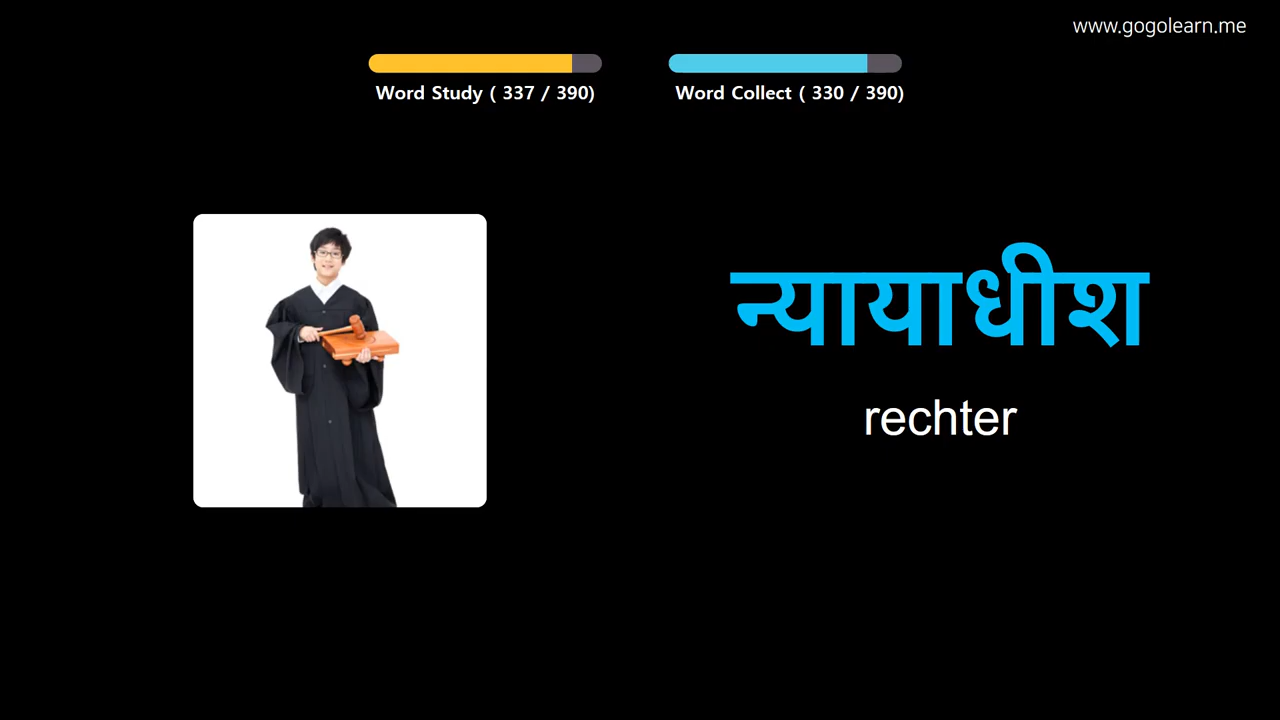 www.gogolearn.me
Word Study ( 337 / 390)
Word Collect ( 330 / 390)
न्यायाधीश
rechter